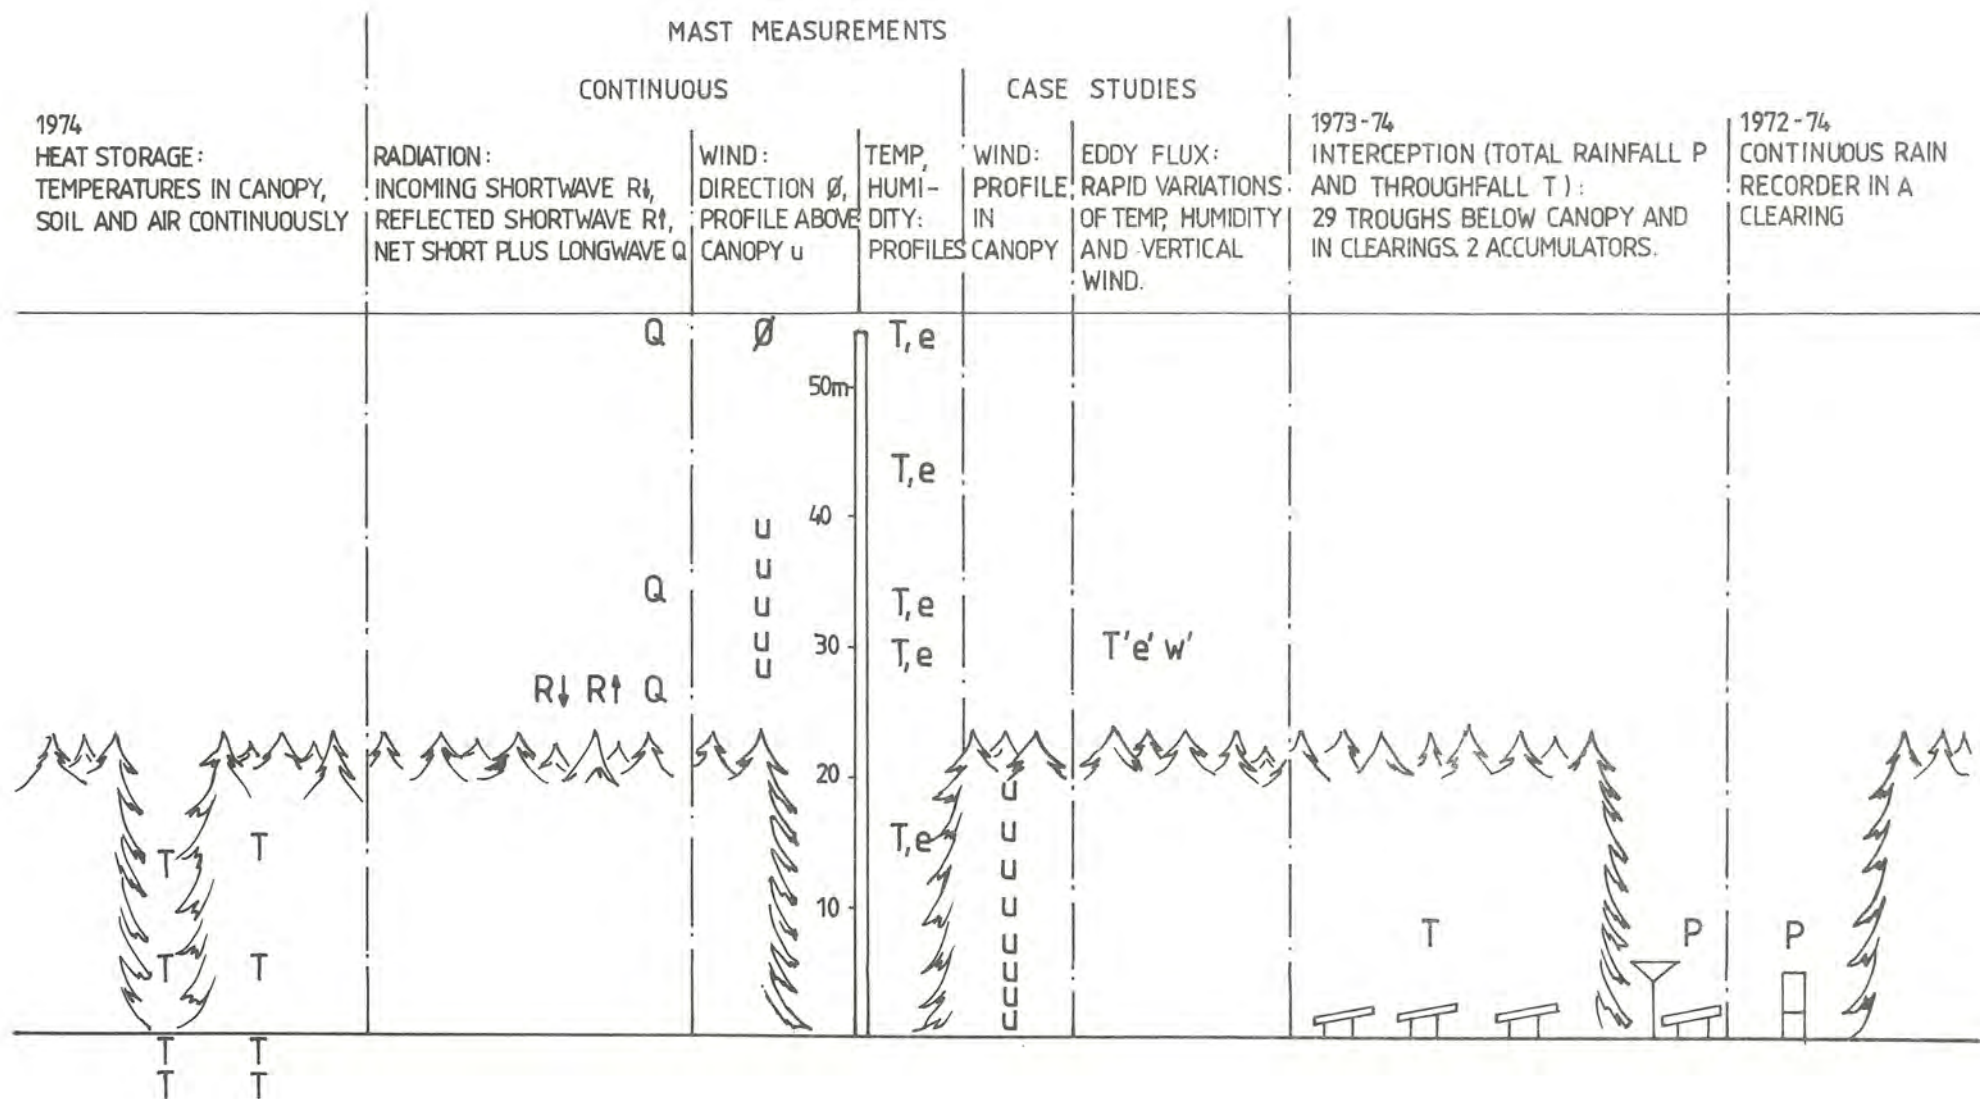 MAST MEASUREMENTS
CONTINUOUS
CASE STUDIES
1974
HEAT STORAGE:
TEMPERATURES IN CANOPY,
SOIL AND AIR CONTINUOUSLY
RADIATION:
INCOMING SHORTWAVE R↓,
REFLECTED SHORTWAVE R↑,
NET SHORT PLUS LONGWAVE Q
WIND:
DIRECTION Ø,
PROFILE ABOVE
CANOPY u
TEMP,
HUMI-
DITY:
PROFILES
WIND:
PROFILE
IN
CANOPY
EDDY FLUX:
RAPID VARIATIONS
OF TEMP, HUMIDITY
AND VERTICAL
WIND.
1973-74
INTERCEPTION (TOTAL RAINFALL P
AND THROUGHFALL T):
29 TROUGHS BELOW CANOPY AND
IN CLEARINGS. 2 ACCUMULATORS.
1972-74
CONTINUOUS RAIN
RECORDER IN A
CLEARING
Q Ø T,e
50m
T,e
40
u
u
Q
u T,e
u
30 T,e T'e'w'
u
R↓ R↑ Q
20
u
T T T,e u
u
10 u
T P P
u
T T u
u
u
T T
T T